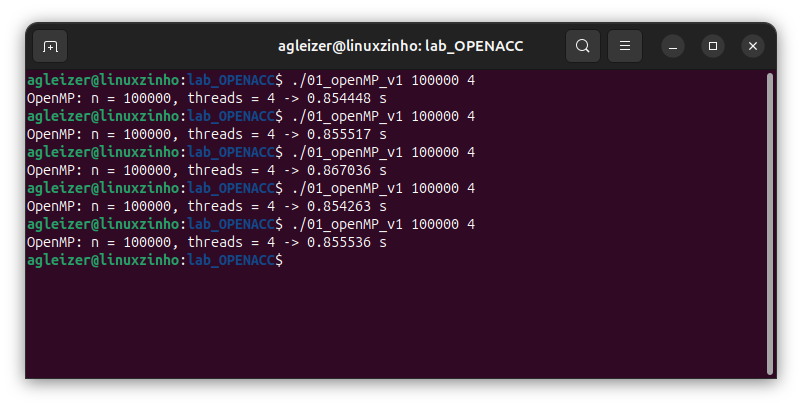 agleizer@linuxzinho: lab_OPENACC
agleizer@linuxzinho:lab_OPENACC$ ./01_openMP_v1 100000 4
OpenMP: n = 100000, threads = 4 -> 0.854448 s
agleizer@linuxzinho:lab_OPENACC$ ./01_openMP_v1 100000 4
OpenMP: n = 100000, threads = 4 -> 0.855517 s
agleizer@linuxzinho:lab_OPENACC$ ./01_openMP_v1 100000 4
OpenMP: n = 100000, threads = 4 -> 0.867036 s
agleizer@linuxzinho:lab_OPENACC$ ./01_openMP_v1 100000 4
OpenMP: n = 100000, threads = 4 -> 0.854263 s
agleizer@linuxzinho:lab_OPENACC$ ./01_openMP_v1 100000 4
OpenMP: n = 100000, threads = 4 -> 0.855536 s
agleizer@linuxzinho:lab_OPENACC$